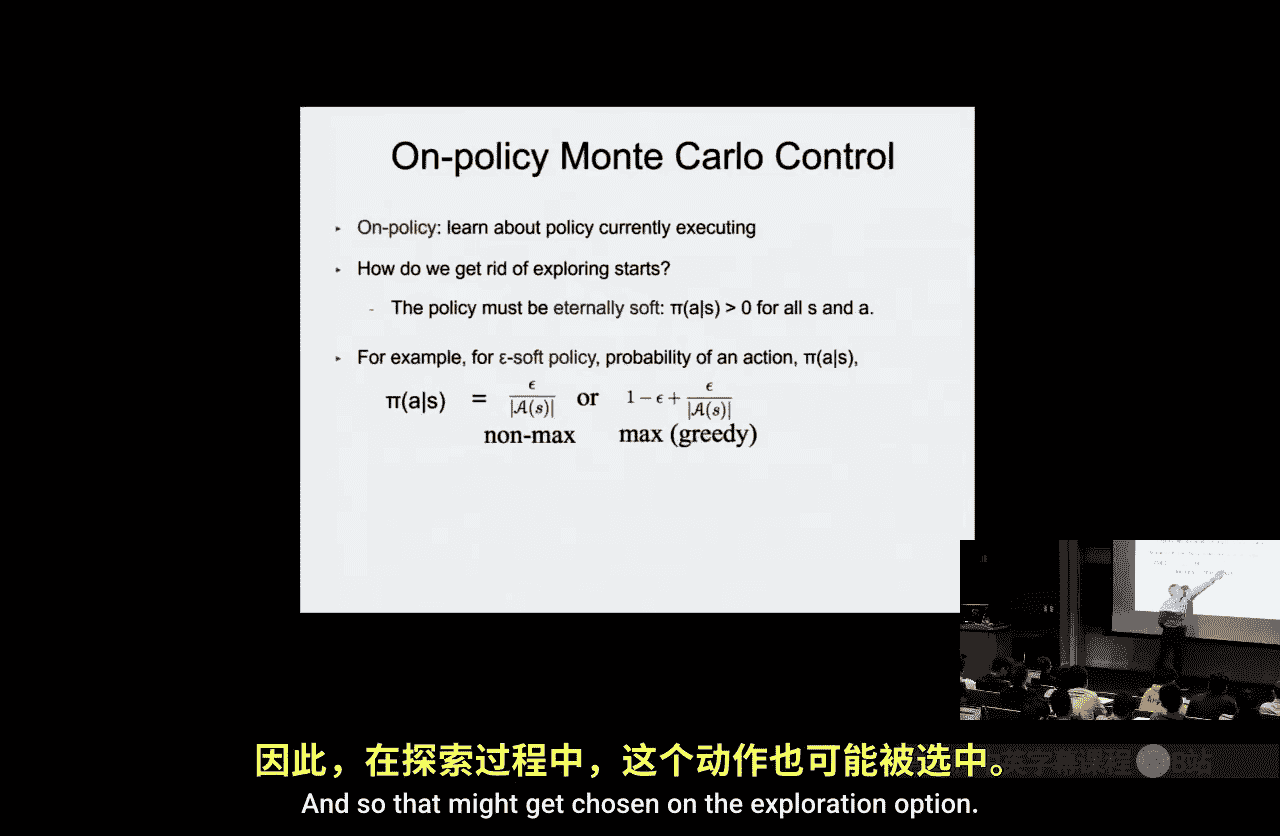 On-policy Monte Carlo Control
‣ On-policy: learn about policy currently executing
‣ How do we get rid of exploring starts?
- The policy must be eternally soft: π(a|s) > 0 for all s and a.
‣ For example, for ε-soft policy, probability of an action, π(a|s),
π(a|s) = ϵ/|𝒜(s)| or 1 − ϵ + ϵ/|𝒜(s)|
non-max max (greedy)
因此，在探索过程中，这个动作也可能被选中。
And so that might get chosen on the exploration option.